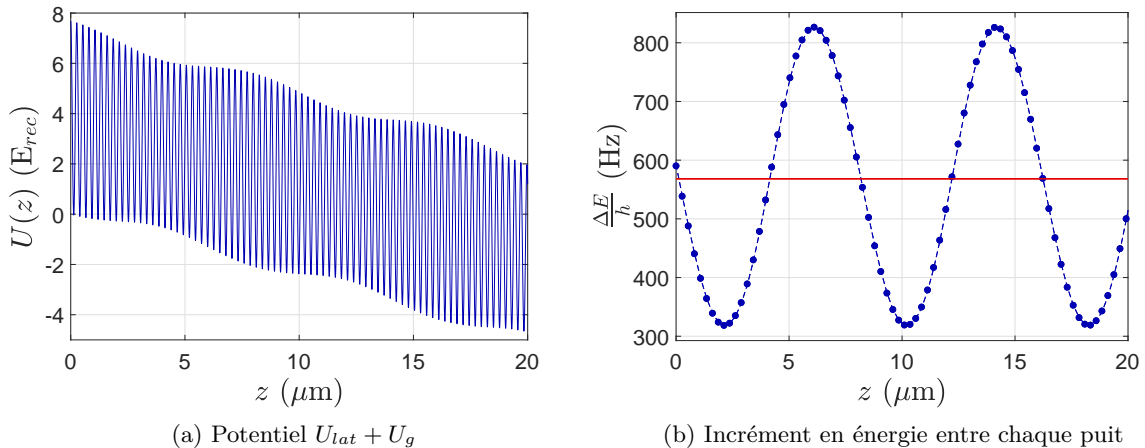 8
6
4
2
0
-2
-4
U(z) (E_rec)
0 5 10 15 20
z (μm)
(a) Potentiel U_lat + U_g
800
700
600
500
400
300
ΔE/h (Hz)
0 5 10 15 20
z (μm)
(b) Incrément en énergie entre chaque puit